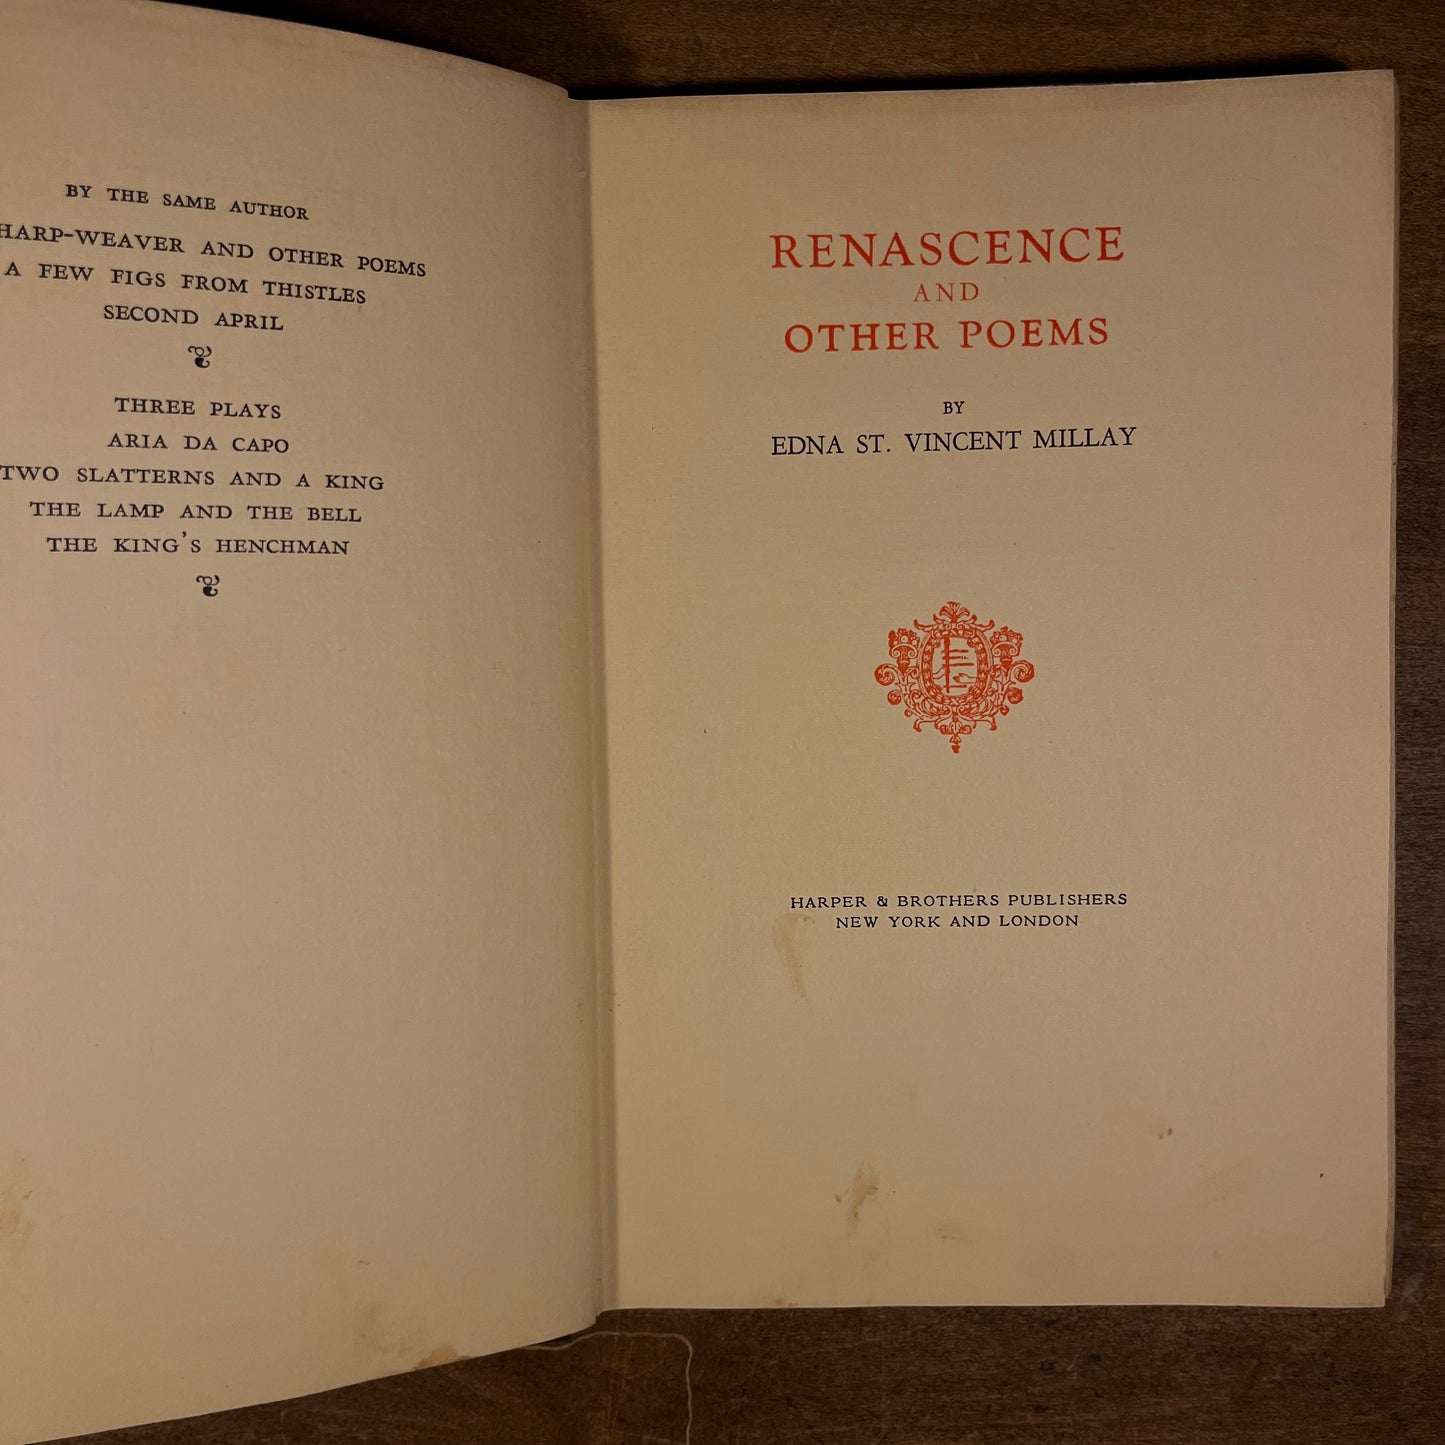 BY THE SAME AUTHOR
HARP-WEAVER AND OTHER POEMS
A FEW FIGS FROM THISTLES
SECOND APRIL
THREE PLAYS
ARIA DA CAPO
TWO SLATTERNS AND A KING
THE LAMP AND THE BELL
THE KING'S HENCHMAN
RENASCENCE
AND
OTHER POEMS
BY
EDNA ST. VINCENT MILLAY
HARPER & BROTHERS PUBLISHERS
NEW YORK AND LONDON